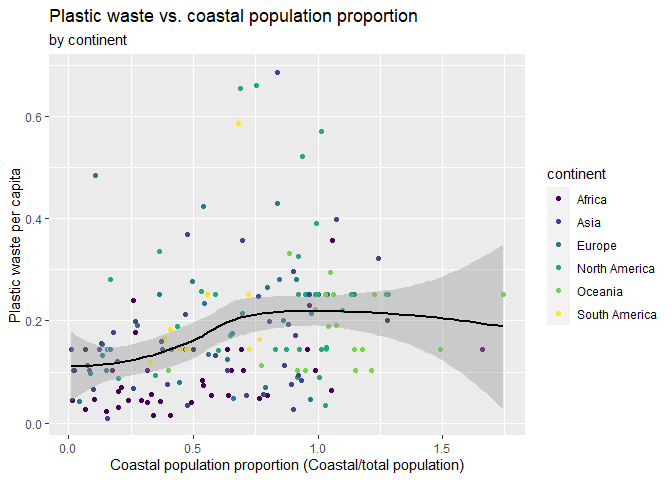 Plastic waste vs. coastal population proportion
by continent
Plastic waste per capita
0.6
0.4
0.2
0.0
0.0
0.5
1.0
1.5
Coastal population proportion (Coastal/total population)
continent
Africa
Asia
Europe
North America
Oceania
South America